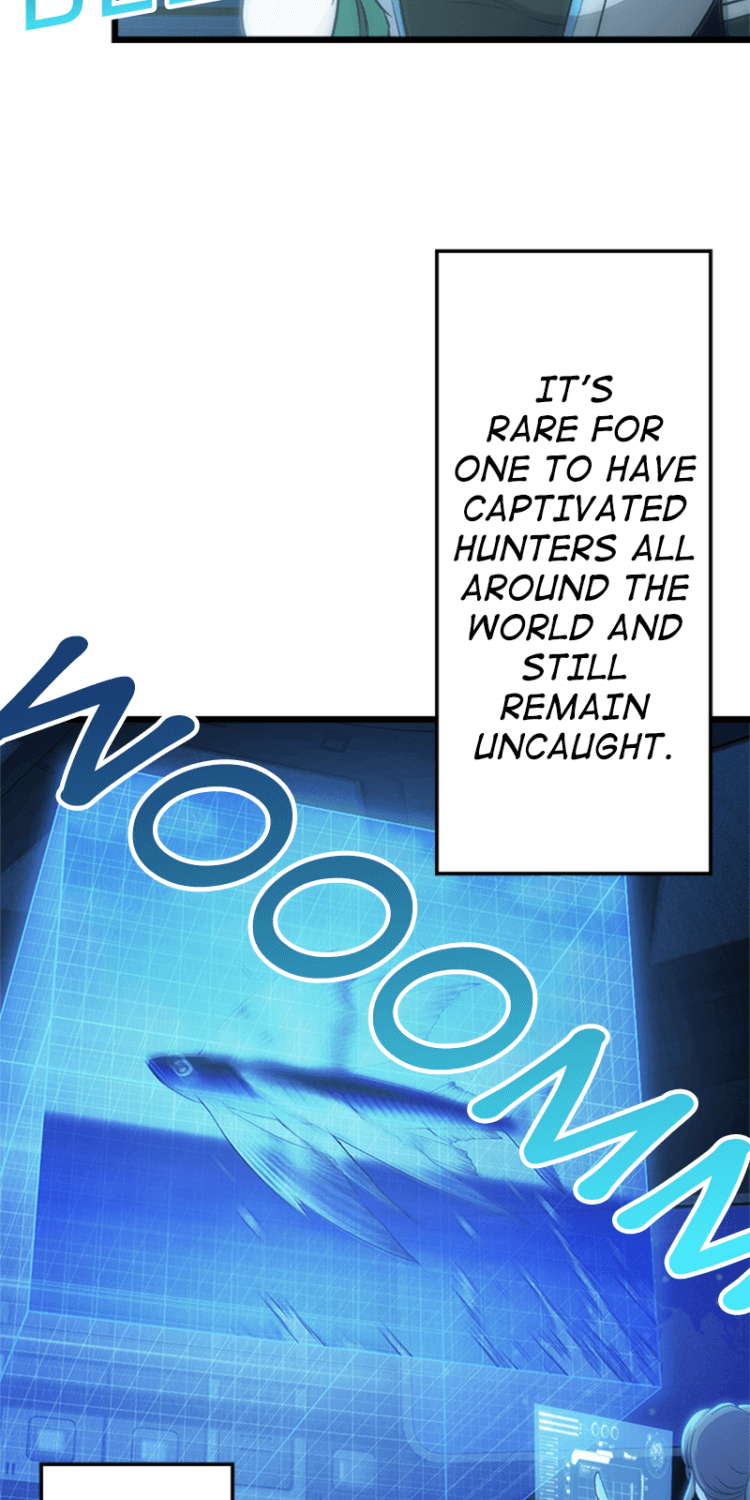 IT'S
RARE FOR
ONE TO HAVE
CAPTIVATED
HUNTERS ALL
AROUND THE
WORLD AND
STILL
REMAIN
UNCAUGHT.
WOOOMM